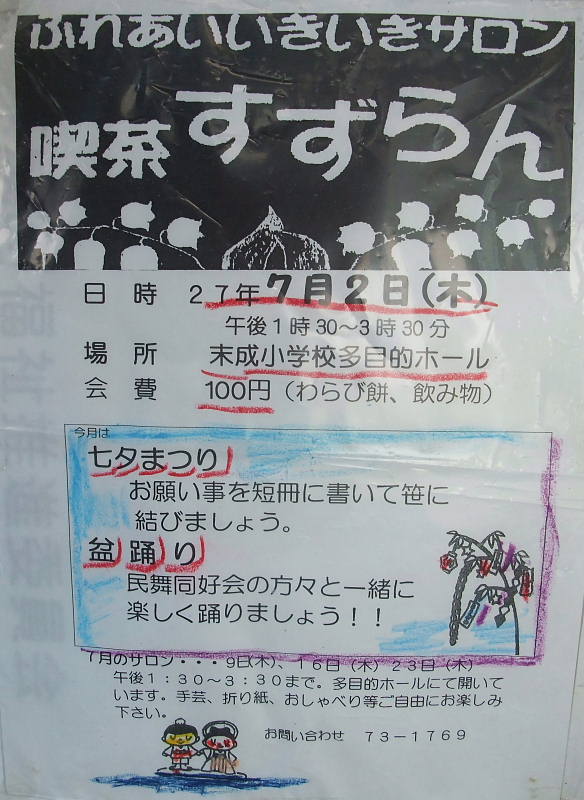 ふれあいいきいきサロン
喫茶すずらん
日時 27年7月2日(木)
午後1時30〜3時30分
場所 末成小学校多目的ホール
会費 100円(わらび餅、飲み物)
今月は
七夕まつり
お願い事を短冊に書いて笹に
結びましょう。
盆踊り
民舞同好会の方々と一緒に
楽しく踊りましょう!!
7月のサロン・・・9日(木)、16日(木)23日(木)
午後1:30〜3:30まで。多目的ホールにて開いて
います。手芸、折り紙、おしゃべり等ご自由にお楽しみ
下さい。
お問い合わせ 73-1769